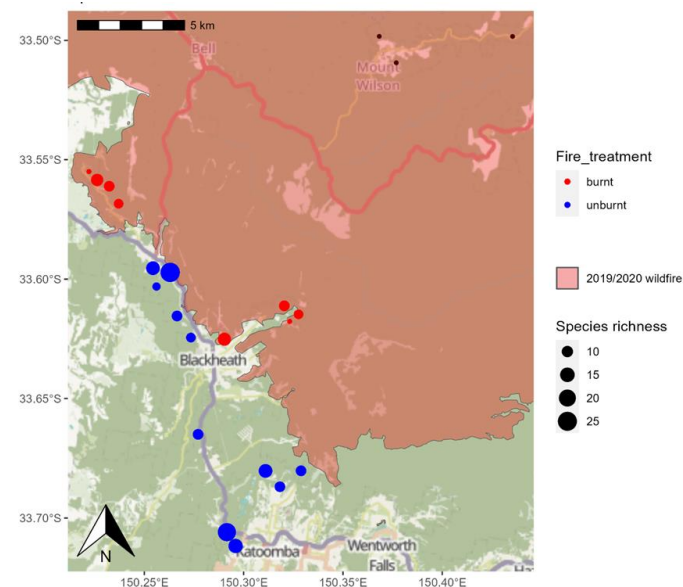 5 km
33.50°S
33.55°S
33.60°S
33.65°S
33.70°S
Bell
Mount
Wilson
Blackheath
Katoomba
Wentworth
Falls
N
150.25°E
150.30°E
150.35°E
150.40°E
Fire_treatment
burnt
unburnt
2019/2020 wildfire
Species richness
10
15
20
25